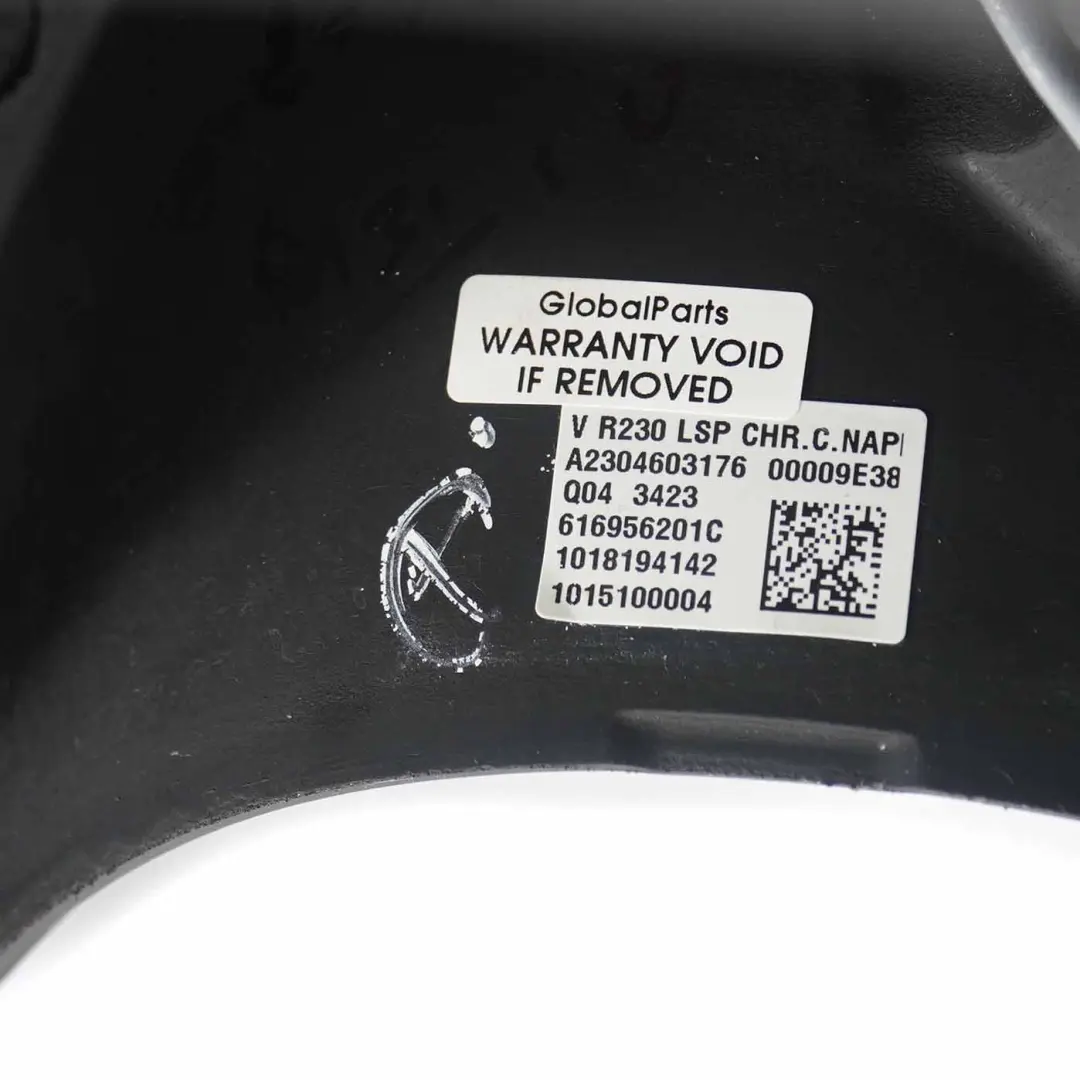 GlobalParts
WARRANTY VOID
IF REMOVED
V R230 LSP CHR.C.NAP
A2304603176 00009E38
Q04 3423
616956201C
1018194142
1015100004